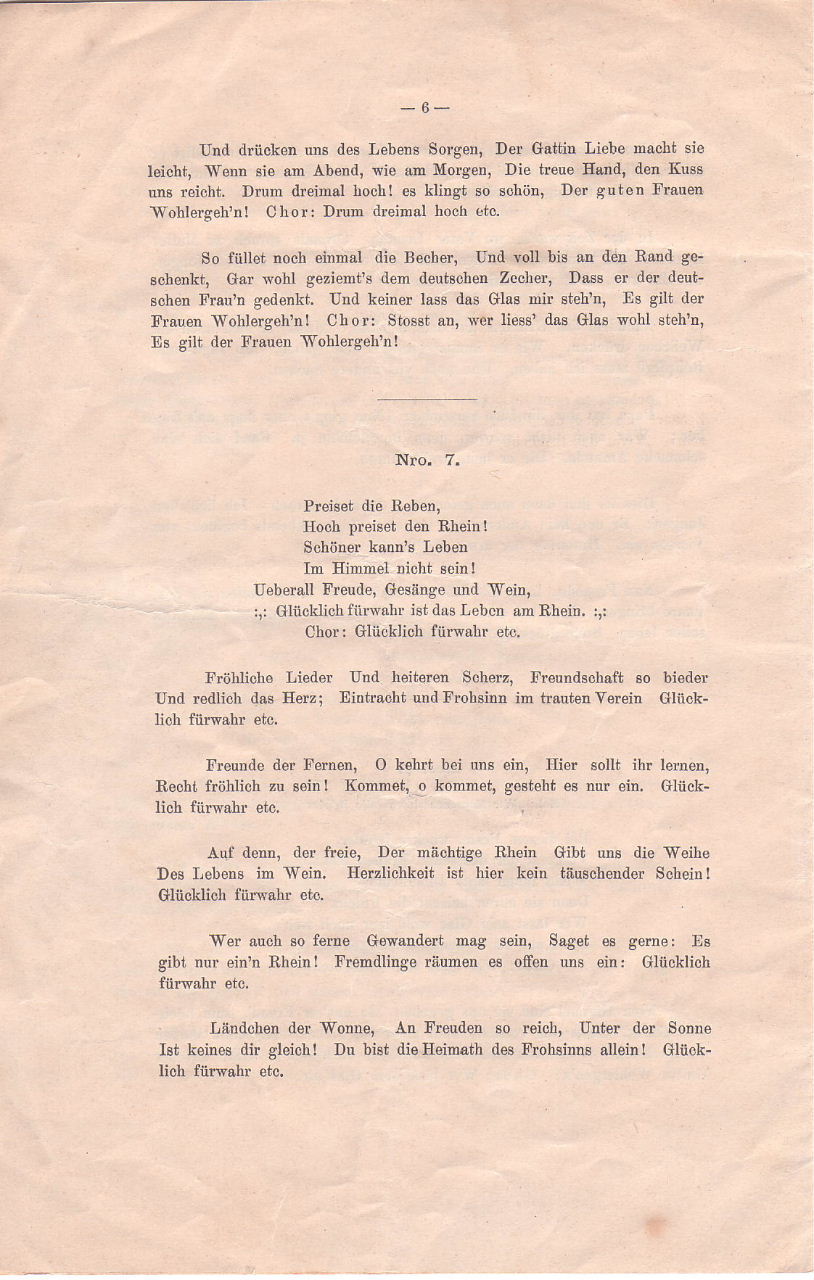 — 6 —
Und drücken uns des Lebens Sorgen, Der Gattin Liebe macht sie
leicht, Wenn sie am Abend, wie am Morgen, Die treue Hand, den Kuss
uns reicht. Drum dreimal hoch! es klingt so schön, Der guten Frauen
Wohlergeh'n! Chor: Drum dreimal hoch etc.
So füllet noch einmal die Becher, Und voll bis an den Rand ge-
schenkt, Gar wohl geziemt's dem deutschen Zecher, Dass er der deut-
schen Frau'n gedenkt. Und keiner lass das Glas mir steh'n, Es gilt der
Frauen Wohlergeh'n! Chor: Stosst an, wer liess' das Glas wohl steh'n,
Es gilt der Frauen Wohlergeh'n!
Nro. 7.
Preiset die Reben,
Hoch preiset den Rhein!
Schöner kann's Leben
Im Himmel nicht sein!
Ueberall Freude, Gesänge und Wein,
:,: Glücklich fürwahr ist das Leben am Rhein. :,:
Chor: Glücklich fürwahr etc.
Fröhliche Lieder Und heiteren Scherz, Freundschaft so bieder
Und redlich das Herz; Eintracht und Frohsinn im trauten Verein Glück-
lich fürwahr etc.
Freunde der Fernen, O kehrt bei uns ein, Hier sollt ihr lernen,
Recht fröhlich zu sein! Kommet, o kommet, gesteht es nur ein. Glück-
lich fürwahr etc.
Auf denn, der freie, Der mächtige Rhein Gibt uns die Weihe
Des Lebens im Wein. Herzlichkeit ist hier kein täuschender Schein!
Glücklich fürwahr etc.
Wer auch so ferne Gewandert mag sein, Saget es gerne: Es
gibt nur ein'n Rhein! Fremdlinge räumen es offen uns ein: Glücklich
fürwahr etc.
Ländchen der Wonne, An Freuden so reich, Unter der Sonne
Ist keines dir gleich! Du bist die Heimath des Frohsinns allein! Glück-
lich fürwahr etc.